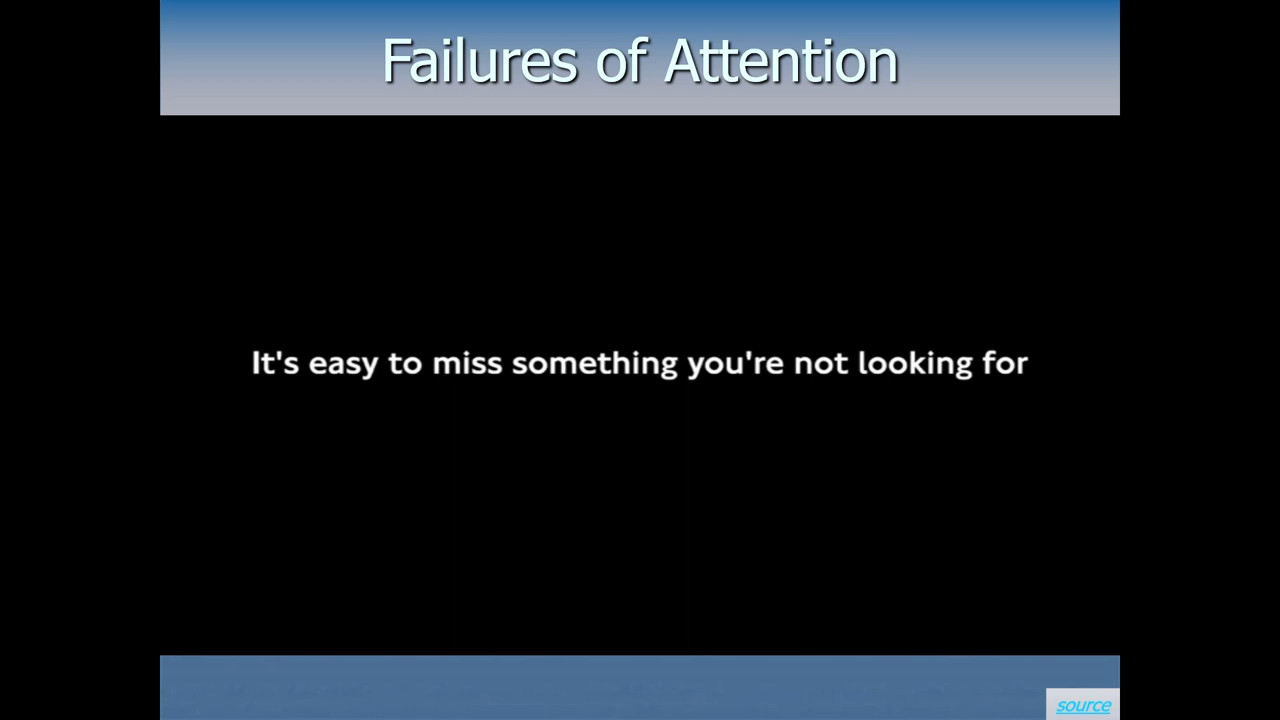 Failures of Attention
It's easy to miss something you're not looking for
source